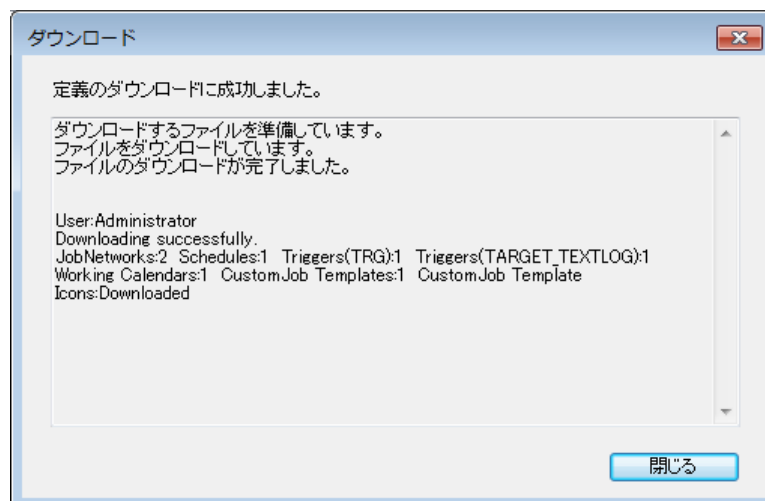 ダウンロード
定義のダウンロードに成功しました。
ダウンロードするファイルを準備しています。
ファイルをダウンロードしています。
ファイルのダウンロードが完了しました。
User:Administrator
Downloading successfully.
JobNetworks:2 Schedules:1 Triggers(TRG):1 Triggers(TARGET_TEXTLOG):1
Working Calendars:1 CustomJob Templates:1 CustomJob Template
Icons:Downloaded
閉じる